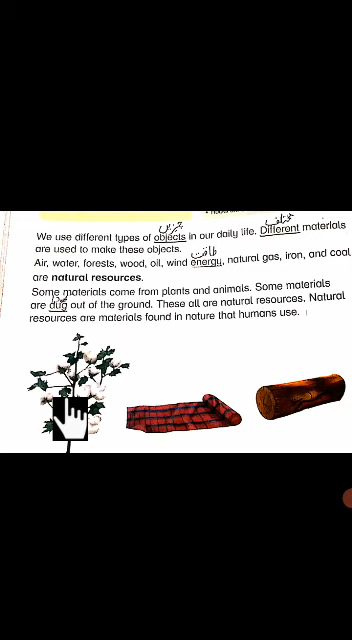 We use different types of objects in our daily life. Different materials
are used to make these objects.
Air, water, forests, wood, oil, wind energy, natural gas, iron, and coal
are natural resources.
Some materials come from plants and animals. Some materials
are dug out of the ground. These all are natural resources. Natural
resources are materials found in nature that humans use.